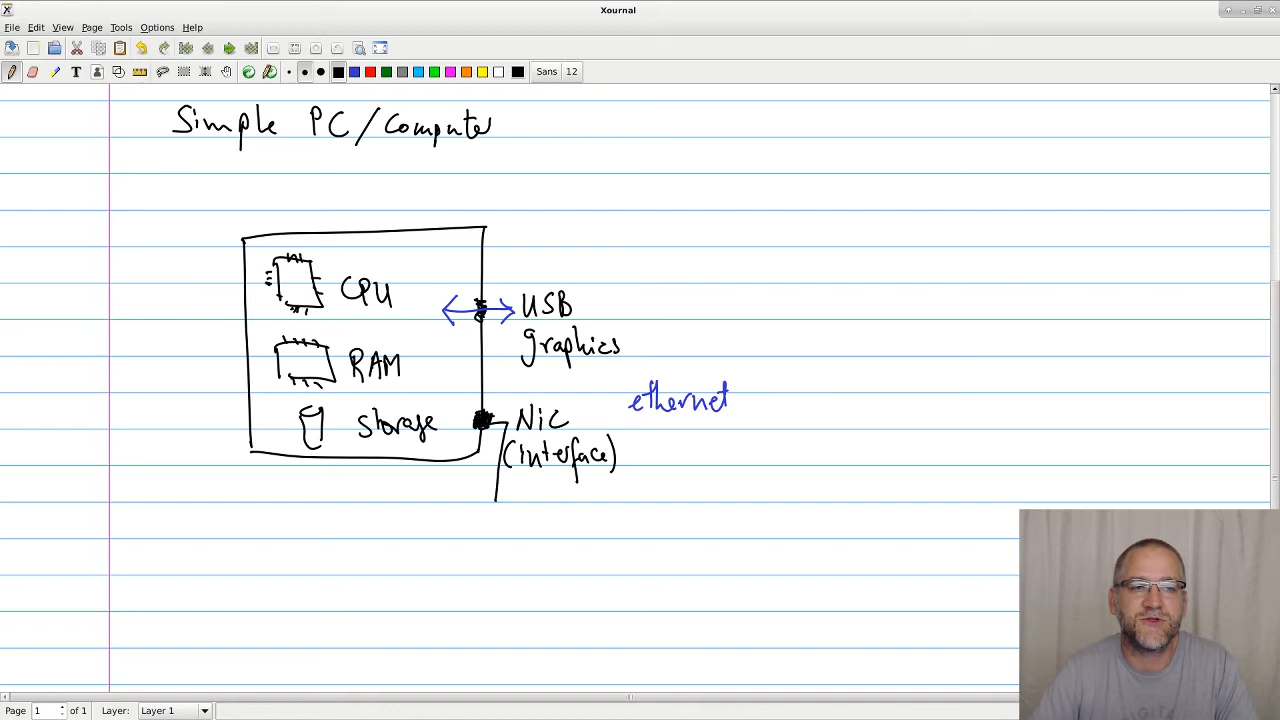 Xournal
File Edit View Page Tools Options Help
Sans 12
Simple PC/Computer
CPU
USB
graphics
RAM
ethernet
Storage
NiC
(interface)
DIGITAL
Page 1 of 1 Layer: Layer 1